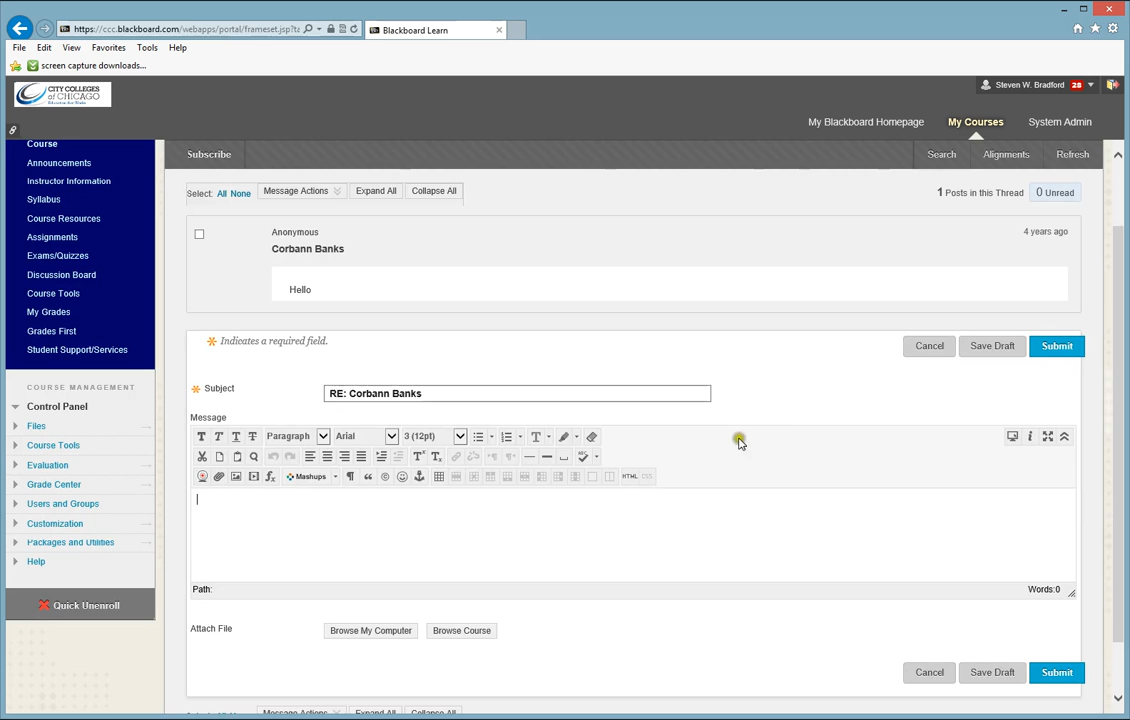 https://ccc.blackboard.com/webapps/portal/frameset.jsp?ta
Blackboard Learn
File Edit View Favorites Tools Help
screen capture downloads...
CITY COLLEGES
of CHICAGO
Steven W. Bradford 28
My Blackboard Homepage My Courses System Admin
Course
Announcements
Instructor Information
Syllabus
Course Resources
Assignments
Exams/Quizzes
Discussion Board
Course Tools
My Grades
Grades First
Student Support/Services
COURSE MANAGEMENT
Control Panel
Files
Course Tools
Evaluation
Grade Center
Users and Groups
Customization
Packages and Utilities
Help
Quick Unenroll
Subscribe Search Alignments Refresh
Select: All None Message Actions Expand All Collapse All 1 Posts in this Thread 0 Unread
Anonymous 4 years ago
Corbann Banks
Hello
Indicates a required field. Cancel Save Draft Submit
Subject RE: Corbann Banks
Message
Paragraph Arial 3 (12pt)
Mashups HTML CSS
Path: Words:0
Attach File Browse My Computer Browse Course
Cancel Save Draft Submit
Message Actions Expand All Collapse All